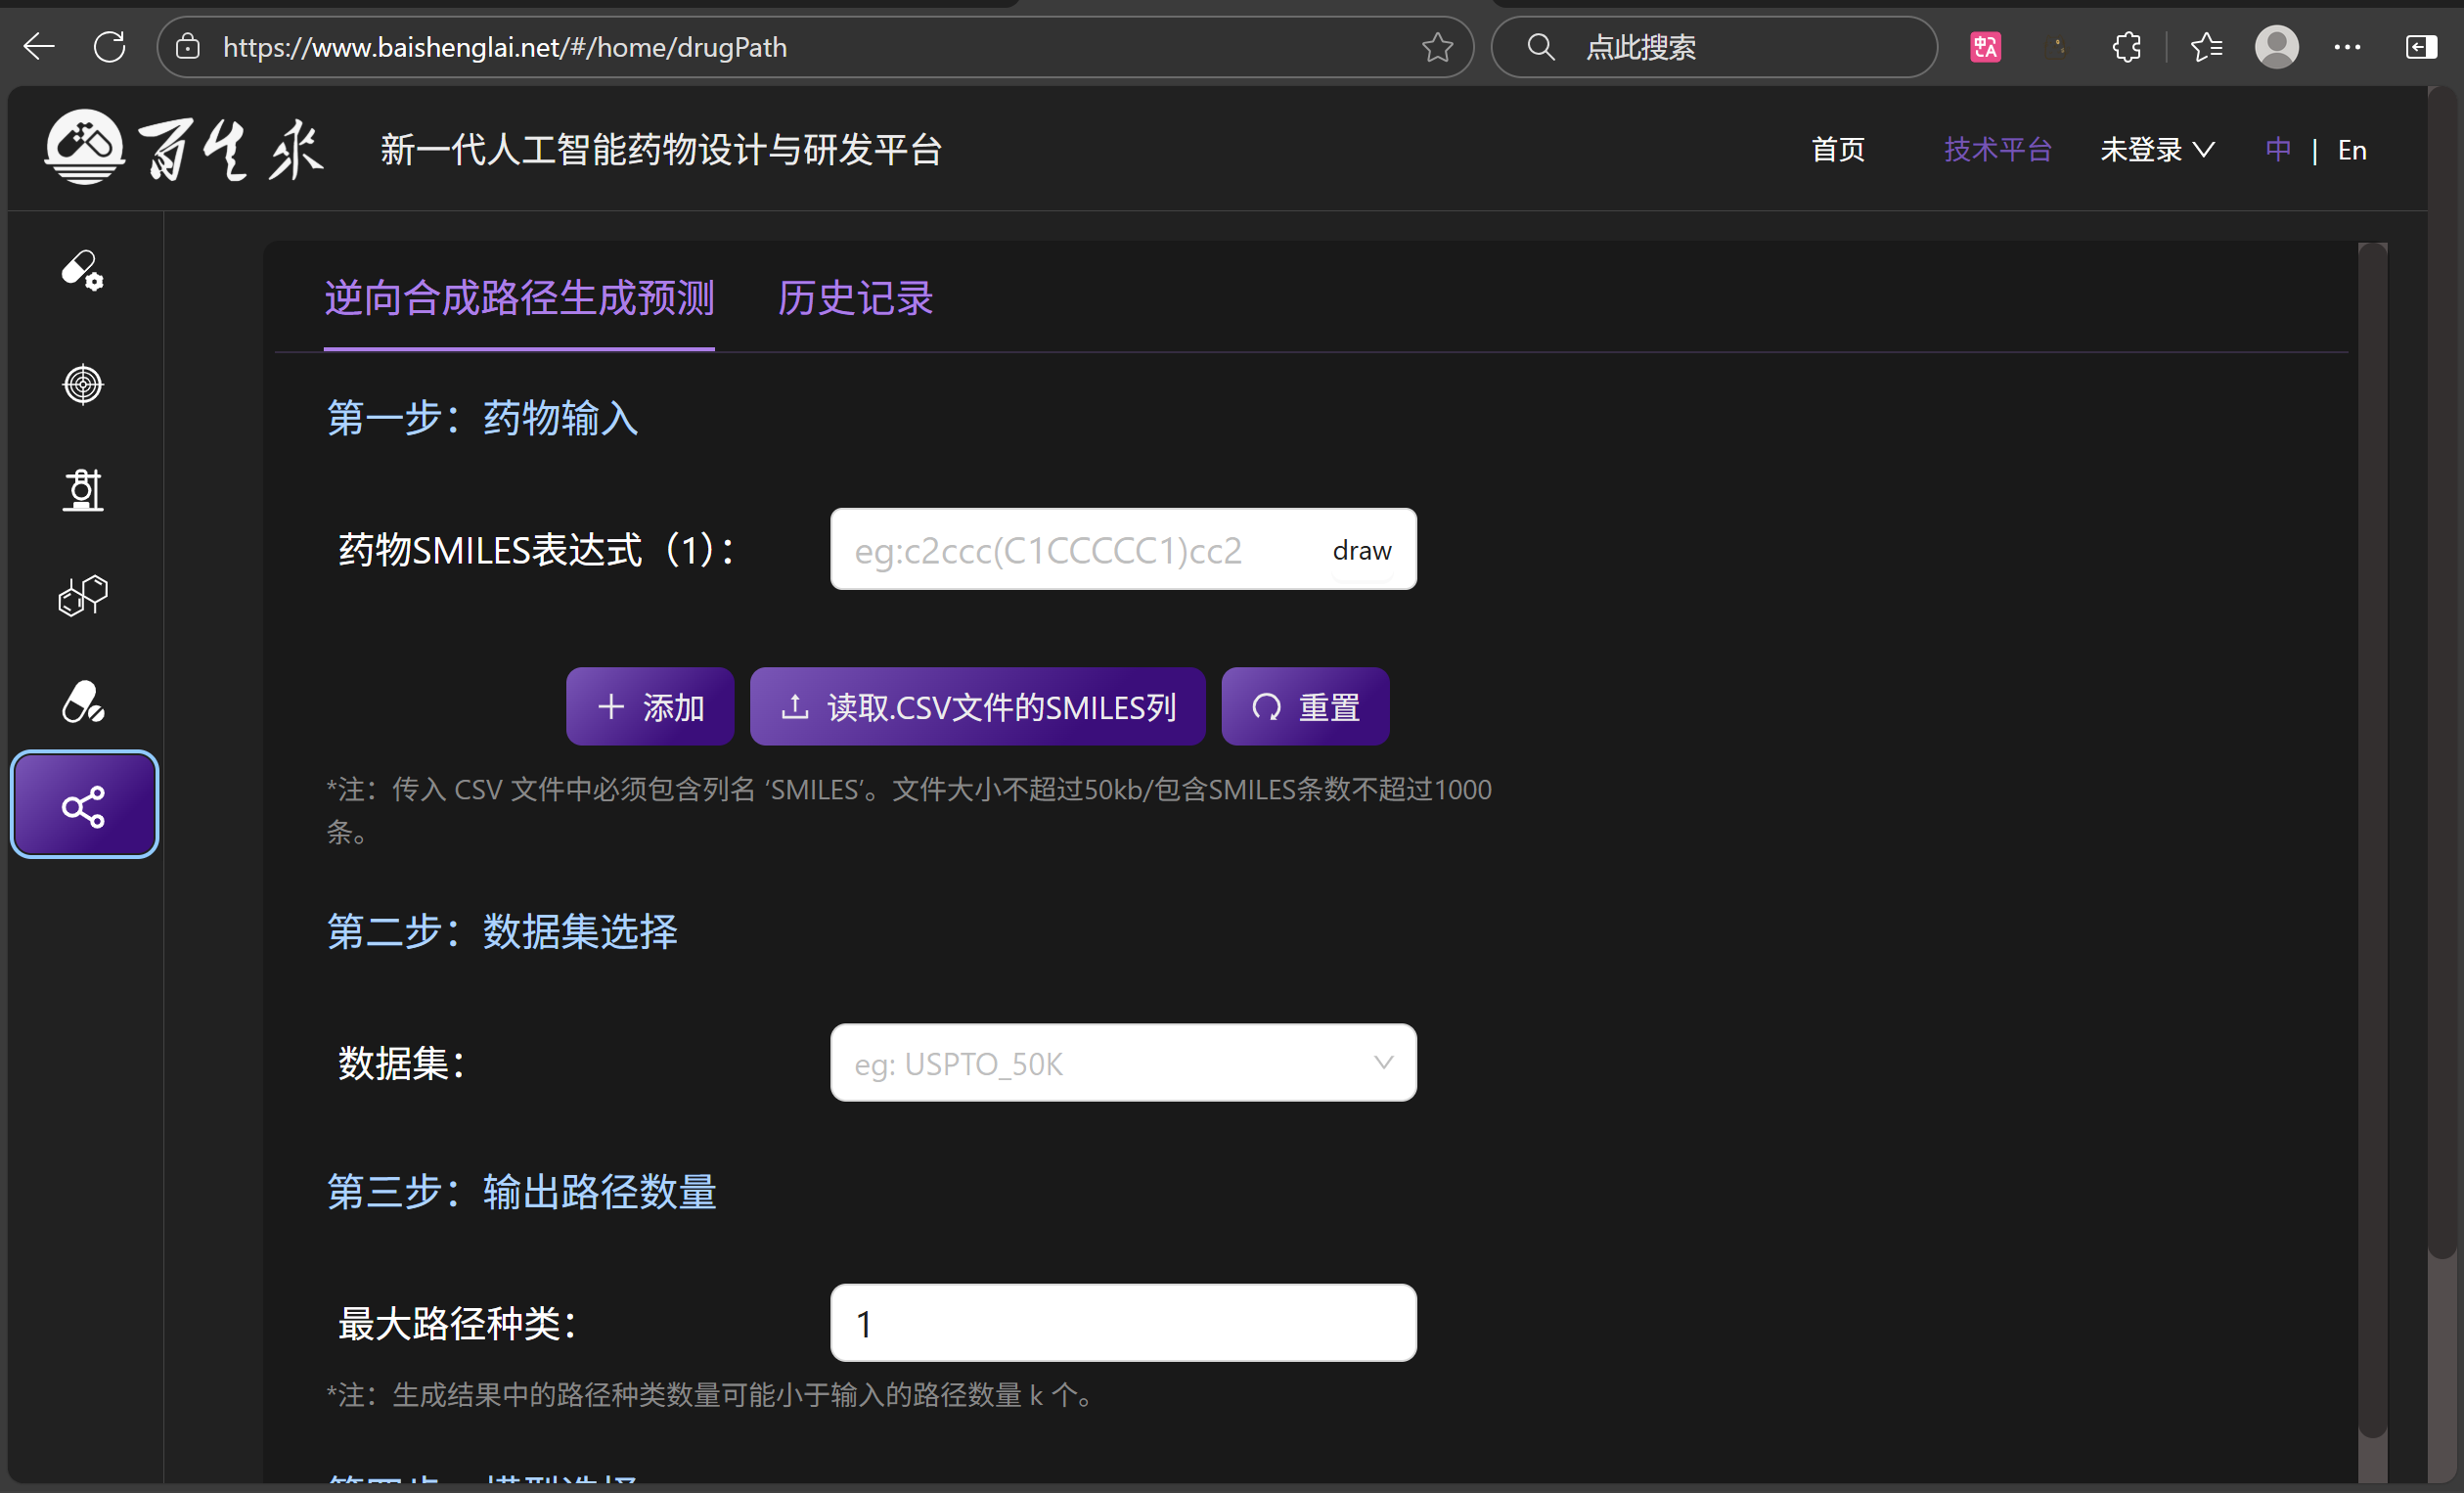 https://www.baishenglai.net/#/home/drugPath
点此搜索
百生来
新一代人工智能药物设计与研发平台
首页
技术平台
未登录
中 | En
逆向合成路径生成预测
历史记录
第一步：药物输入
药物SMILES表达式（1）：
eg:c2ccc(C1CCCCC1)cc2
draw
添加
读取.CSV文件的SMILES列
重置
*注：传入 CSV 文件中必须包含列名 ‘SMILES’。文件大小不超过50kb/包含SMILES条数不超过1000
条。
第二步：数据集选择
数据集：
eg: USPTO_50K
第三步：输出路径数量
最大路径种类：
1
*注：生成结果中的路径种类数量可能小于输入的路径数量 k 个。
第四步：模型选择